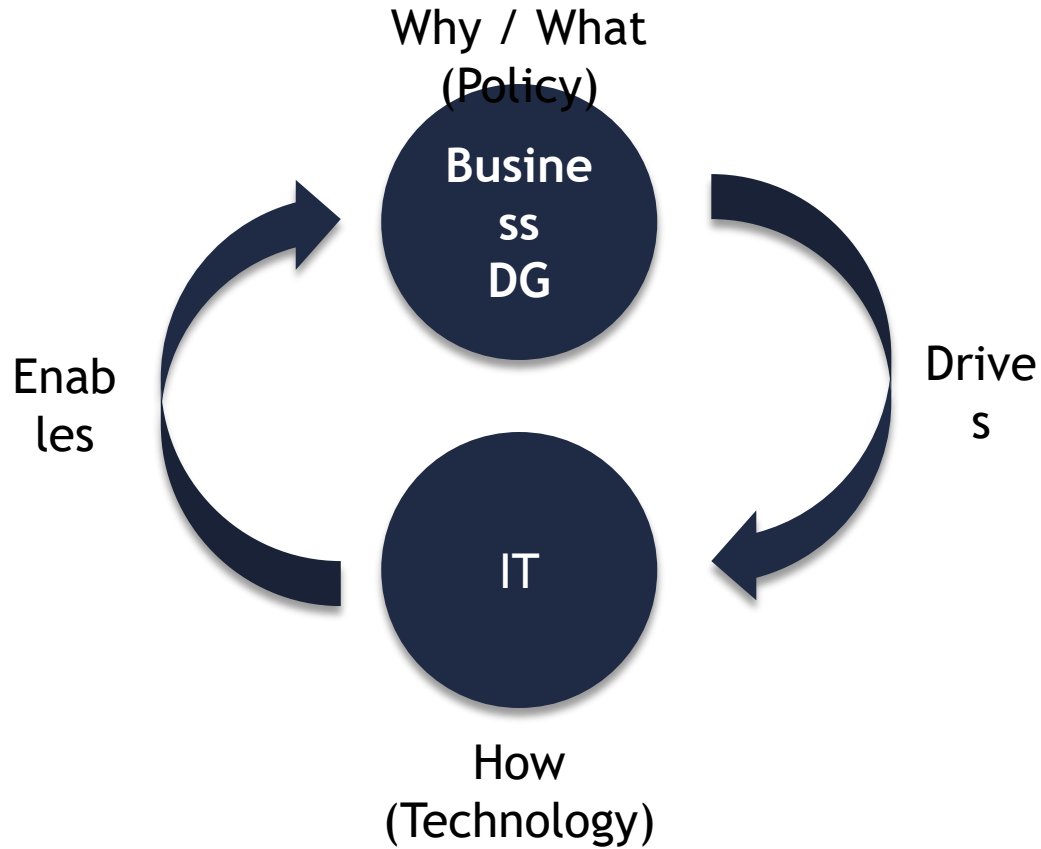 Why / What
(Policy)
Busine
ss
DG
Enab
les
Drive
s
IT
How
(Technology)